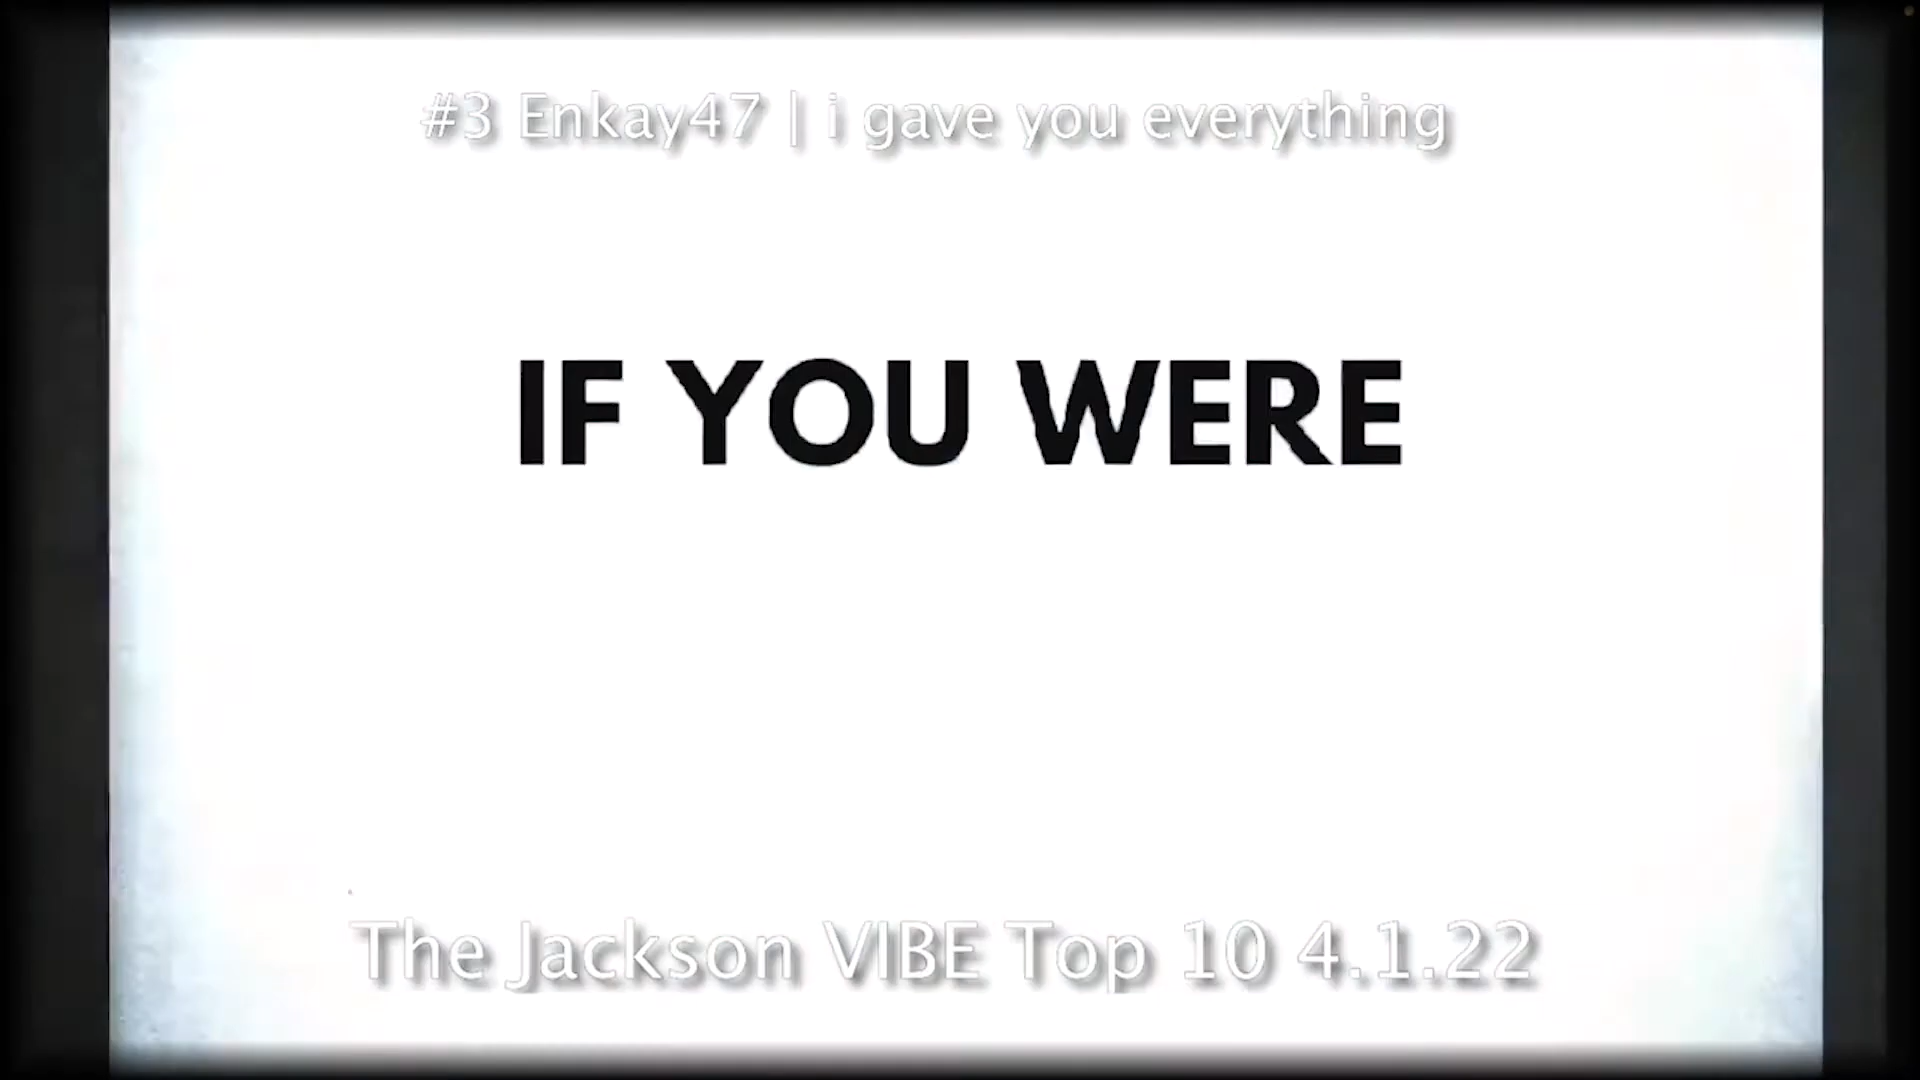 #3 Enkay47 | i gave you everything
IF YOU WERE
The Jackson VIBE Top 10 4.1.22